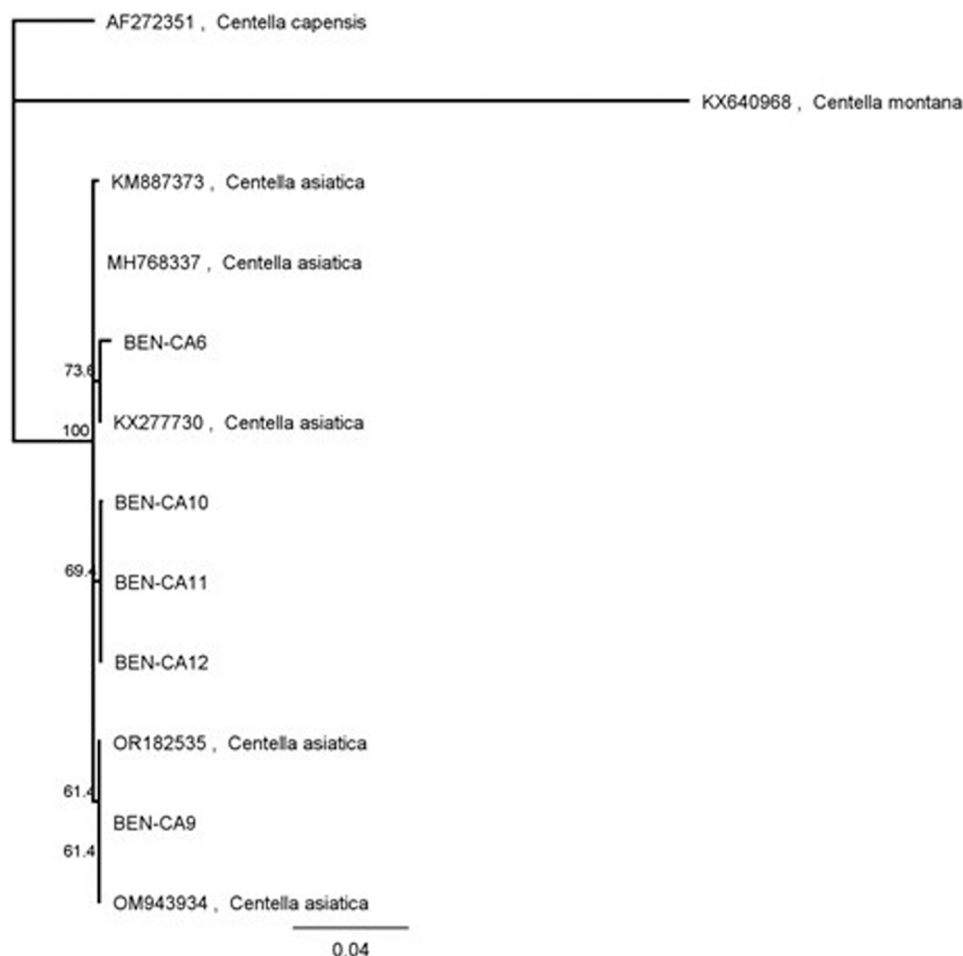 AF272351 , Centella capensis
KX640968 , Centella montana
KM887373 , Centella asiatica
MH768337 , Centella asiatica
BEN-CA6
73.6
KX277730 , Centella asiatica
100
BEN-CA10
69.4
BEN-CA11
BEN-CA12
OR182535 , Centella asiatica
61.4
BEN-CA9
61.4
OM943934 , Centella asiatica
0.04